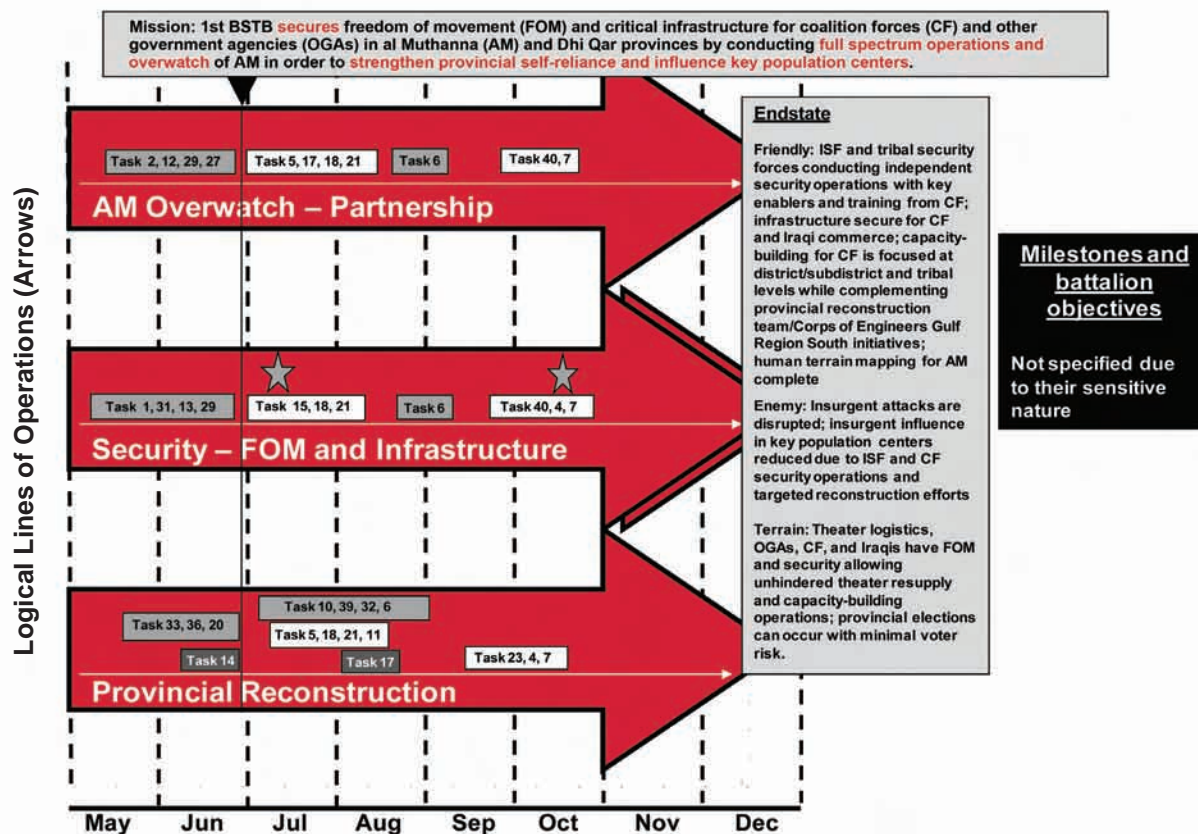 Mission: 1st BSTB secures freedom of movement (FOM) and critical infrastructure for coalition forces (CF) and other
government agencies (OGAs) in al Muthanna (AM) and Dhi Qar provinces by conducting full spectrum operations and
overwatch of AM in order to strengthen provincial self-reliance and influence key population centers.
Logical Lines of Operations (Arrows)
Task 2, 12, 29, 27
Task 5, 17, 18, 21
Task 6
Task 40, 7
AM Overwatch – Partnership
Task 1, 31, 13, 29
Task 15, 18, 21
Task 6
Task 40, 4, 7
Security – FOM and Infrastructure
Task 10, 39, 32, 6
Task 33, 36, 20
Task 5, 18, 21, 11
Task 14
Task 17
Task 23, 4, 7
Provincial Reconstruction
Endstate
Friendly: ISF and tribal security
forces conducting independent
security operations with key
enablers and training from CF;
infrastructure secure for CF
and Iraqi commerce; capacity-
building for CF is focused at
district/subdistrict and tribal
levels while complementing
provincial reconstruction
team/Corps of Engineers Gulf
Region South initiatives;
human terrain mapping for AM
complete
Enemy: Insurgent attacks are
disrupted; insurgent influence
in key population centers
reduced due to ISF and CF
security operations and
targeted reconstruction efforts
Terrain: Theater logistics,
OGAs, CF, and Iraqis have FOM
and security allowing
unhindered theater resupply
and capacity-building
operations; provincial elections
can occur with minimal voter
risk.
Milestones and
battalion
objectives
Not specified due
to their sensitive
nature
May Jun Jul Aug Sep Oct Nov Dec